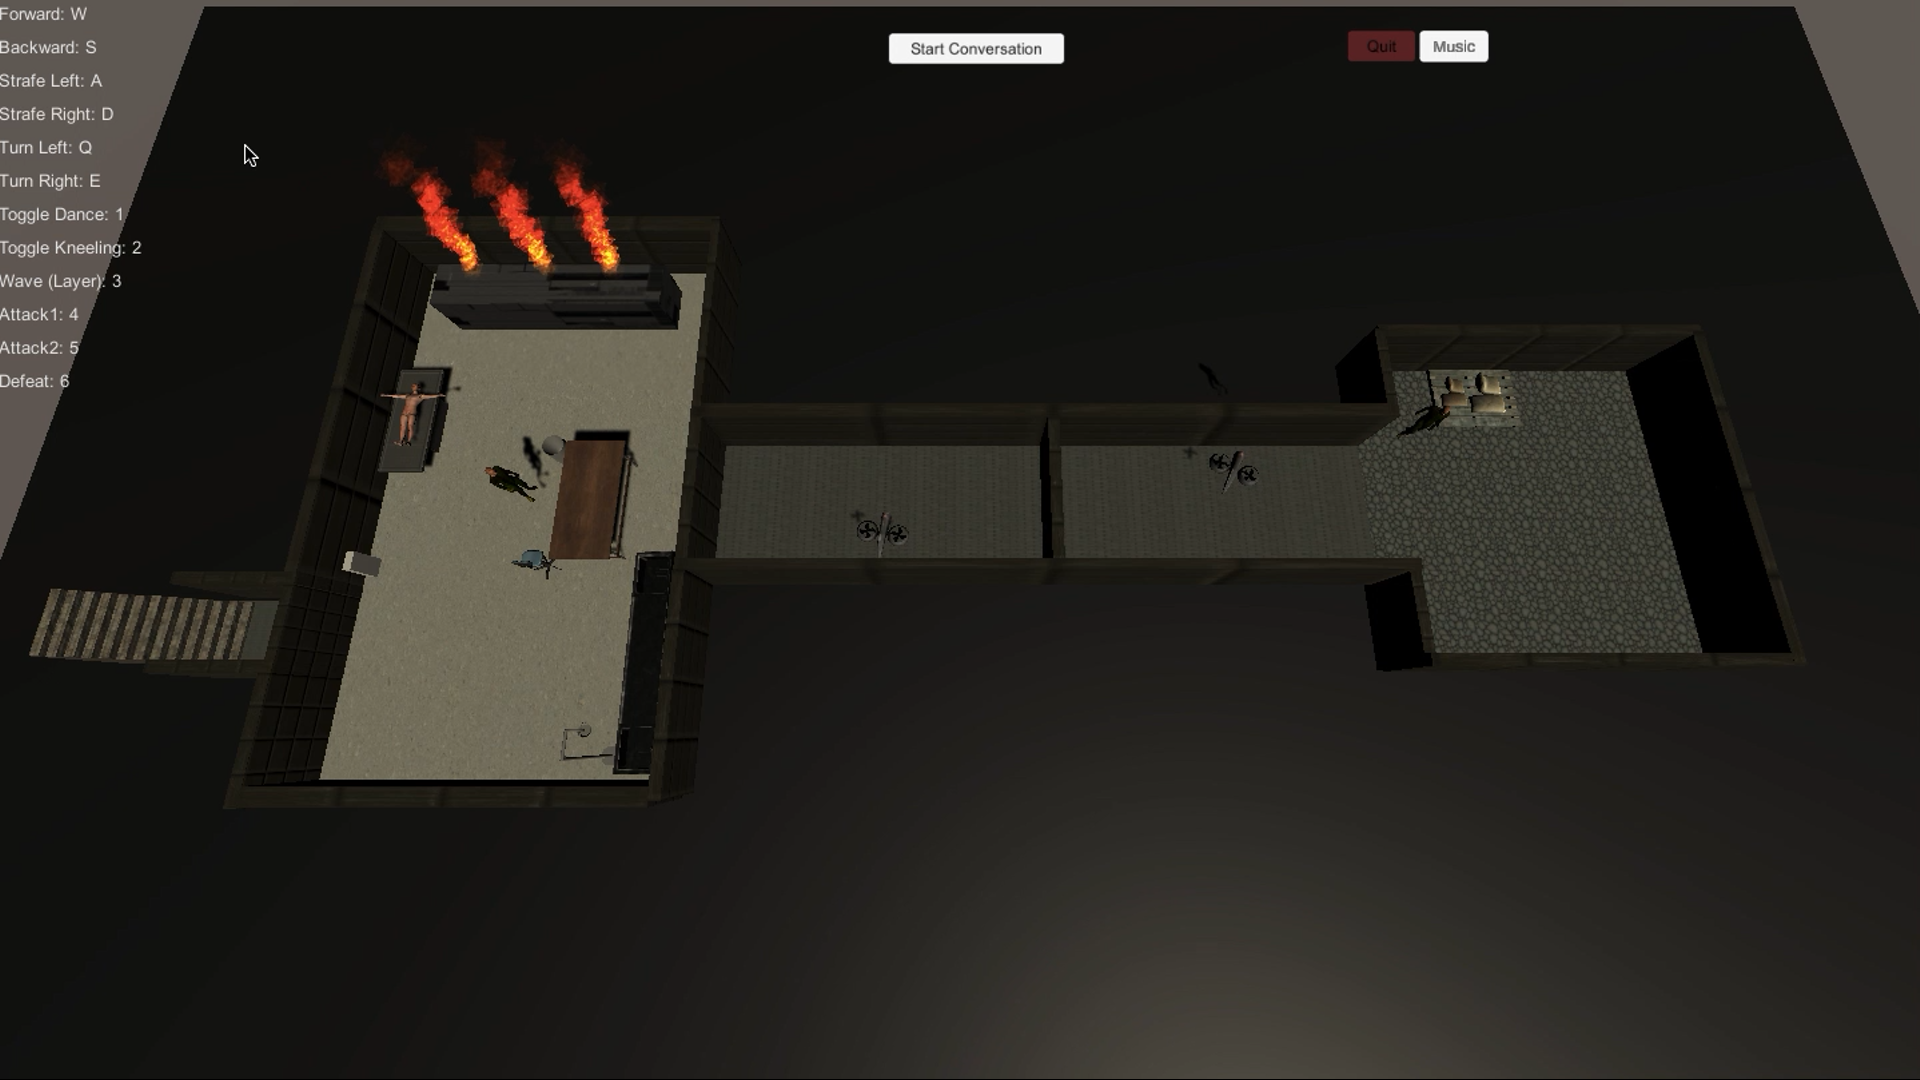 Forward: W
Backward: S
Strafe Left: A
Strafe Right: D
Turn Left: Q
Turn Right: E
Toggle Dance: 1
Toggle Kneeling: 2
Wave (Layer): 3
Attack1: 4
Attack2: 5
Defeat: 6
Start Conversation
Quit
Music